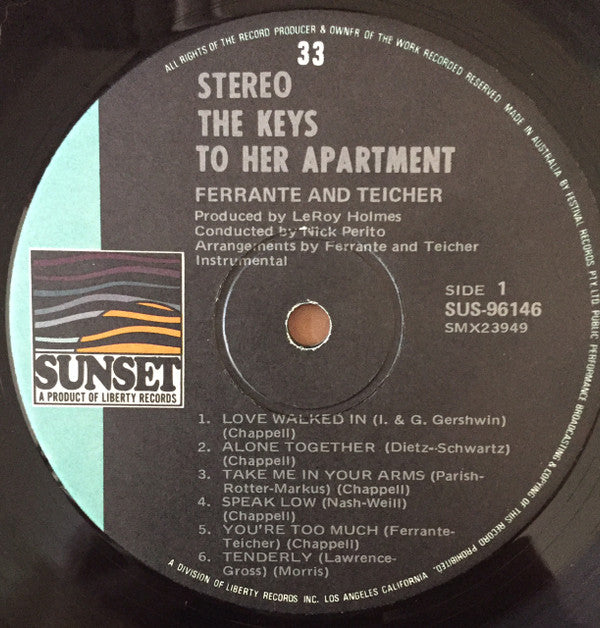 ALL RIGHTS OF THE RECORD PRODUCER & OWNER OF THE WORK RECORDED RESERVED. MADE IN AUSTRALIA BY FESTIVAL RECORDS PTY. LTD. PUBLIC PERFORMANCE BROADCASTING & COPYING OF THIS RECORD PROHIBITED.
33
STEREO
THE KEYS
TO HER APARTMENT
FERRANTE AND TEICHER
Produced by LeRoy Holmes
Conducted by Nick Perito
Arrangements by Ferrante and Teicher
Instrumental
SIDE 1
SUS-96146
SMX23949
SUNSET
A PRODUCT OF LIBERTY RECORDS
1. LOVE WALKED IN (I. & G. Gershwin)
(Chappell)
2. ALONE TOGETHER (Dietz-Schwartz)
(Chappell)
3. TAKE ME IN YOUR ARMS (Parish-
Rotter-Markus) (Chappell)
4. SPEAK LOW (Nash-Weill)
(Chappell)
5. YOU'RE TOO MUCH (Ferrante-
Teicher) (Chappell)
6. TENDERLY (Lawrence-
Gross) (Morris)
A DIVISION OF LIBERTY RECORDS INC. LOS ANGELES CALIFORNIA.